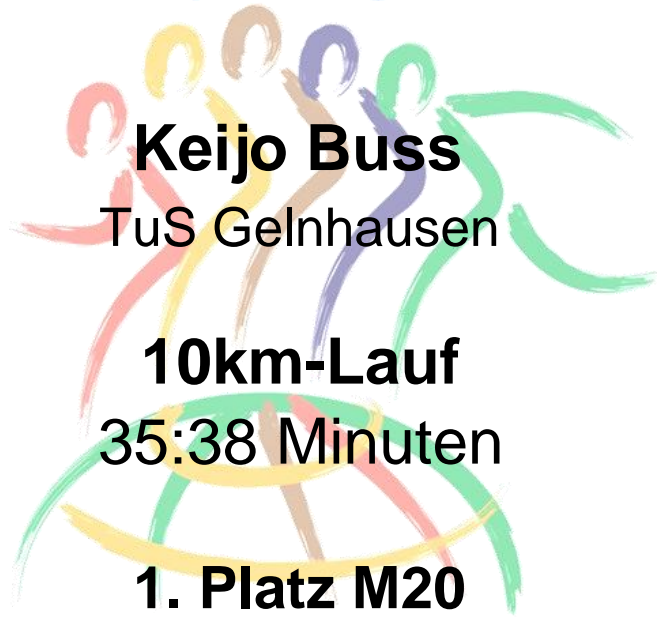 Keijo Buss
TuS Gelnhausen
10km-Lauf
35:38 Minuten
1. Platz M20